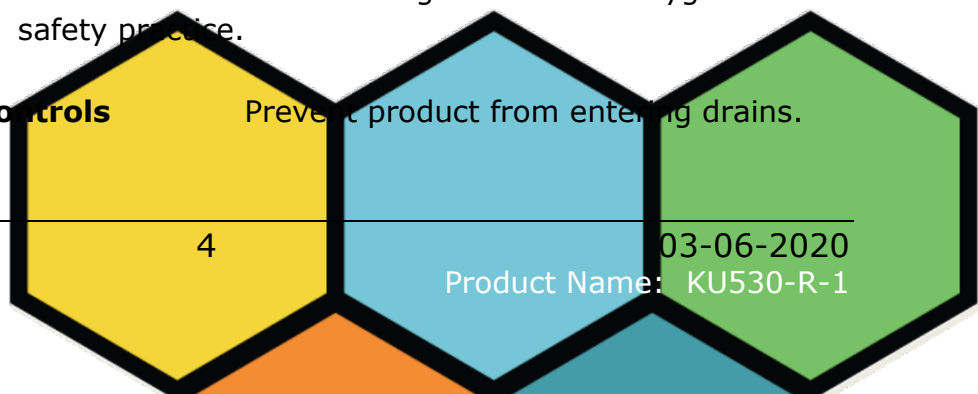 safety practice.
ontrols Prevent product from entering drains.
4 03-06-2020
Product Name: KU530-R-1